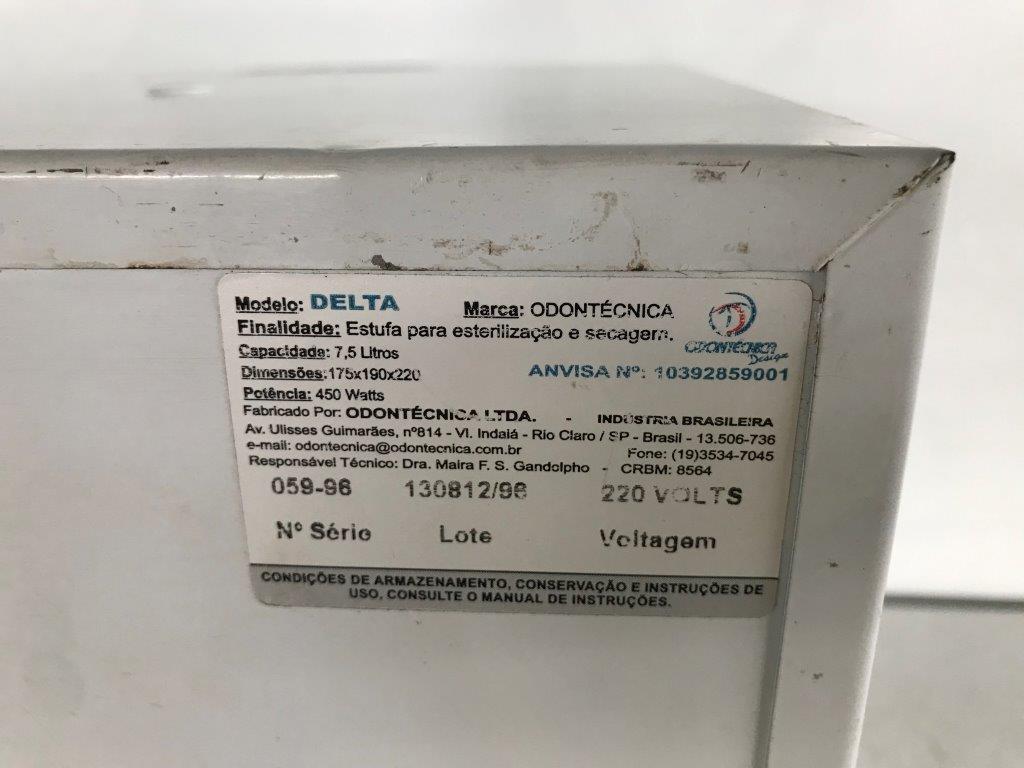 Modelo: DELTA Marca: ODONTÉCNICA
Finalidade: Estufa para esterilização e secagem.
ODONTÉCNICA
Design
Capacidade: 7,5 Litros
Dimensões: 175x190x220 ANVISA Nº: 10392859001
Potência: 450 Watts
Fabricado Por: ODONTÉCNICA LTDA. - INDÚSTRIA BRASILEIRA
Av. Ulisses Guimarães, nº814 - Vl. Indaiá - Rio Claro / SP - Brasil - 13.506-736
e-mail: odontecnica@odontecnica.com.br Fone: (19)3534-7045
Responsável Técnico: Dra. Maira F. S. Gandolpho - CRBM: 8564
059-96 130812/96 220 VOLTS
Nº Série Lote Voltagem
CONDIÇÕES DE ARMAZENAMENTO, CONSERVAÇÃO E INSTRUÇÕES DE
USO, CONSULTE O MANUAL DE INSTRUÇÕES.